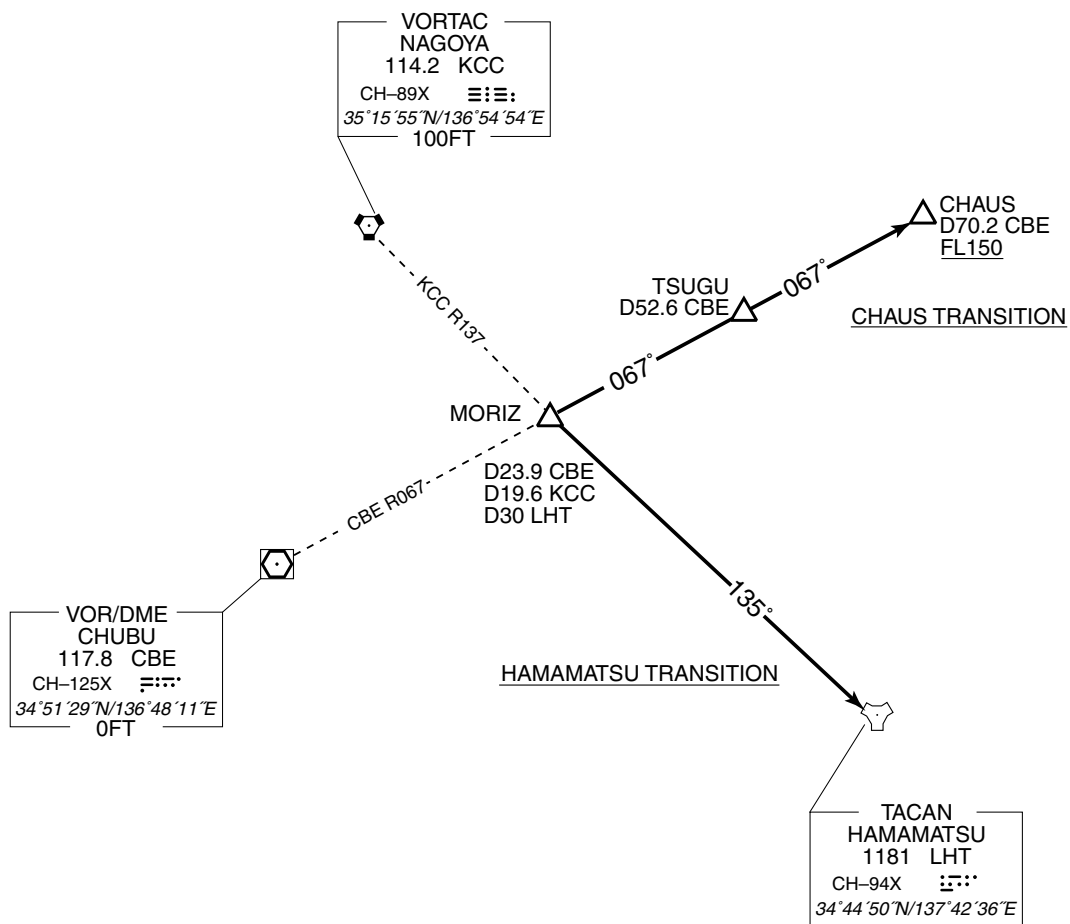 VORTAC
NAGOYA
114.2 KCC
CH–89X
35°15´55˝N/136°54´54˝E
100FT
CHAUS
D70.2 CBE
FL150
067°
TSUGU
D52.6 CBE
CHAUS TRANSITION
KCC R137
067°
MORIZ
D23.9 CBE
D19.6 KCC
D30 LHT
CBE R067
135°
VOR/DME
CHUBU
117.8 CBE
CH–125X
34°51´29˝N/136°48´11˝E
0FT
HAMAMATSU TRANSITION
TACAN
HAMAMATSU
1181 LHT
CH–94X
34°44´50˝N/137°42´36˝E